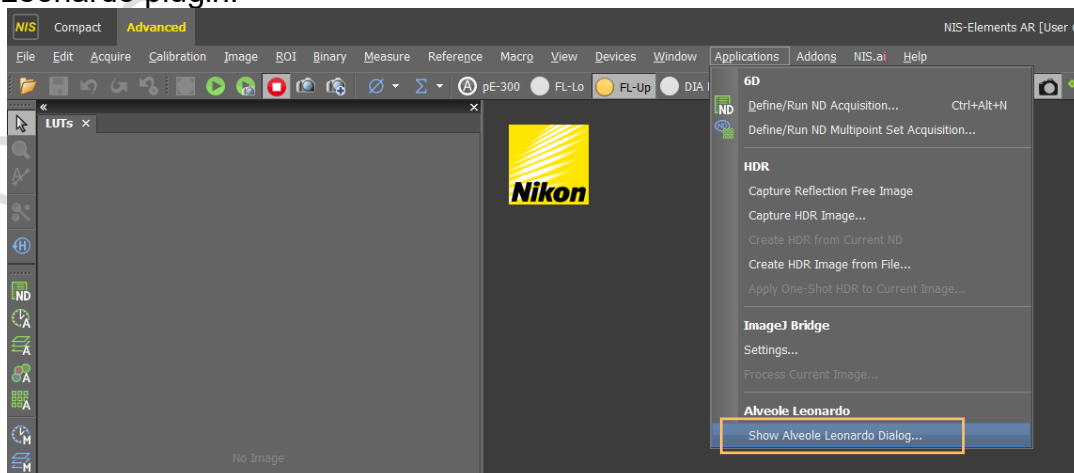 Leonardo plugin.
NIS Compact Advanced NIS-Elements AR [User
File Edit Acquire Calibration Image ROI Binary Measure Reference Macro View Devices Window Applications Addons NIS.ai Help
pE-300 FL-Lo FL-Up DIA
LUTs
Nikon
No Image
6D
Define/Run ND Acquisition... Ctrl+Alt+N
Define/Run ND Multipoint Set Acquisition...
HDR
Capture Reflection Free Image
Capture HDR Image...
Create HDR from Current ND
Create HDR Image from File...
Apply One-Shot HDR to Current Image...
ImageJ Bridge
Settings...
Process Current Image...
Alveole Leonardo
Show Alveole Leonardo Dialog...